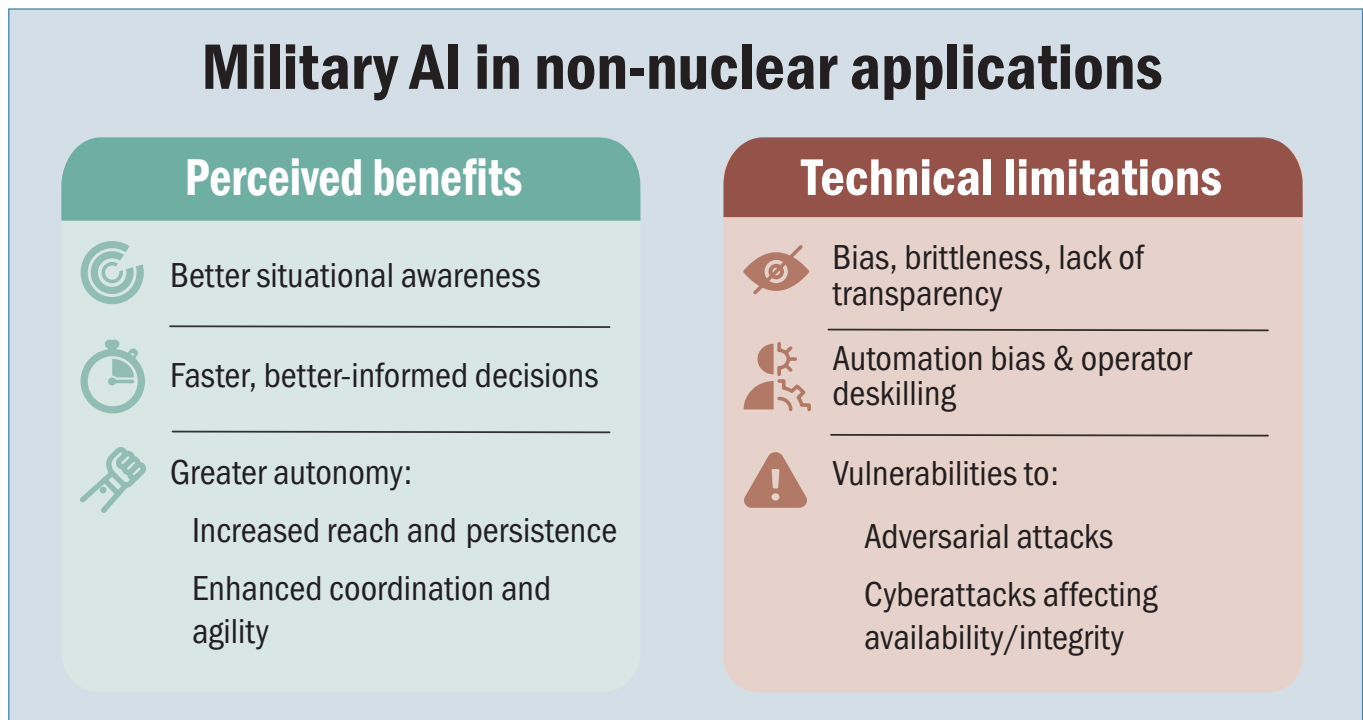 Military AI in non-nuclear applications
Perceived benefits
Better situational awareness
Faster, better-informed decisions
Greater autonomy:
Increased reach and persistence
Enhanced coordination and
agility
Technical limitations
Bias, brittleness, lack of
transparency
Automation bias & operator
deskilling
Vulnerabilities to:
Adversarial attacks
Cyberattacks affecting
availability/integrity